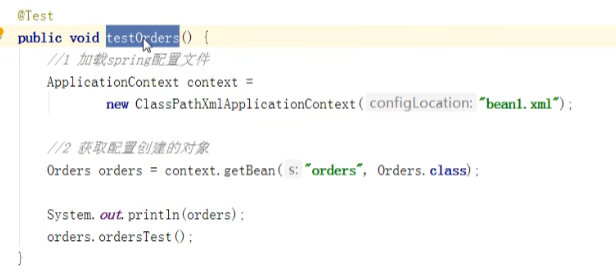 @Test
public void testOrders() {
//1 加载spring配置文件
ApplicationContext context =
new ClassPathXmlApplicationContext( configLocation: "bean1.xml");
//2 获取配置创建的对象
Orders orders = context.getBean( s: "orders", Orders.class);
System.out.println(orders);
orders.ordersTest();
}